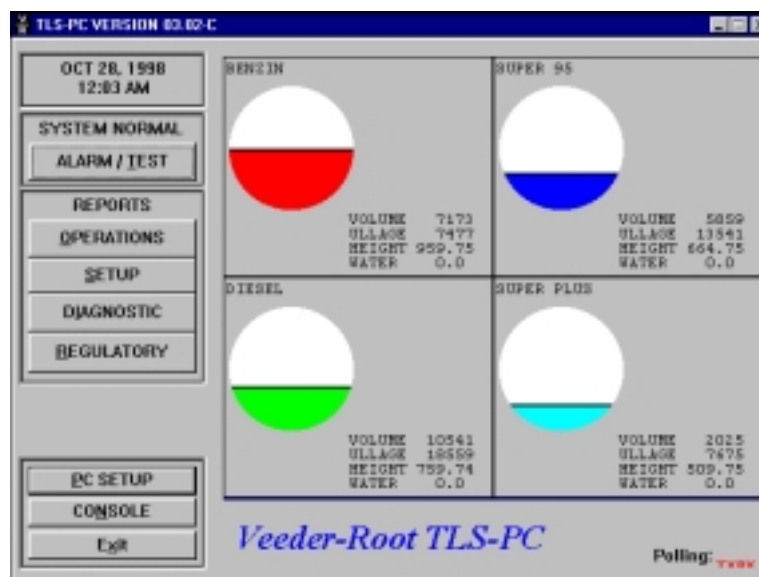 TLS-PC VERSION 03.02-C
OCT 28, 1998
12:03 AM
SYSTEM NORMAL
ALARM / TEST
REPORTS
OPERATIONS
SETUP
DIAGNOSTIC
REGULATORY
PC SETUP
CONSOLE
Exit
BENZIN
VOLUME 7173
ULLAGE 7477
HEIGHT 959.75
WATER 0.0
SUPER 95
VOLUME 5859
ULLAGE 13541
HEIGHT 664.75
WATER 0.0
DIESEL
VOLUME 10541
ULLAGE 18559
HEIGHT 759.74
WATER 0.0
SUPER PLUS
VOLUME 2025
ULLAGE 7675
HEIGHT 509.75
WATER 0.0
Veeder-Root TLS-PC
Polling: